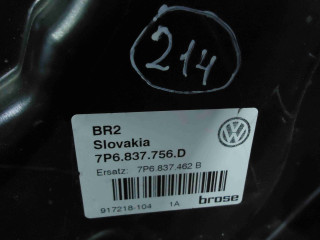 214
BR2
Slovakia
7P6.837.756.D
Ersatz: 7P6.837.462 B
917218-104 1A
brose